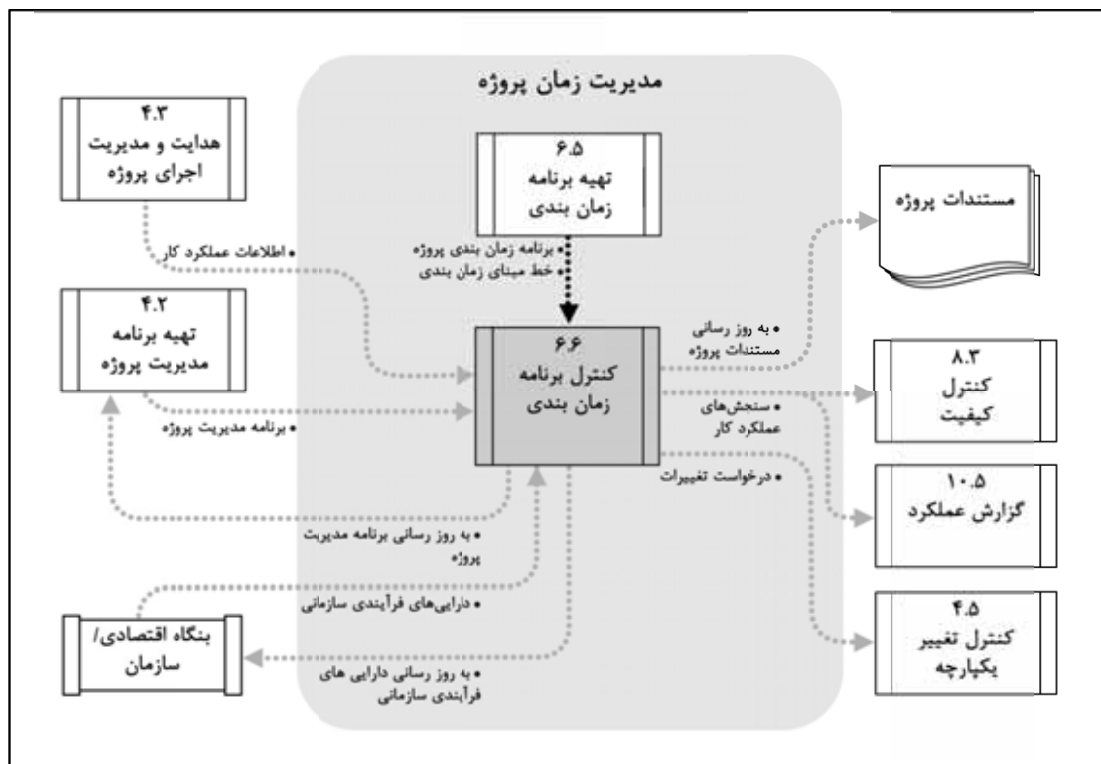 مدیریت زمان پروژه
۴.۳
هدایت و مدیریت
اجرای پروژه
۶.۵
تهیه برنامه
زمان بندی
مستندات پروژه
• اطلاعات عملکرد کار
• برنامه زمان بندی پروژه
• خط مبنای زمان بندی
۴.۲
تهیه برنامه
مدیریت پروژه
۶.۶
کنترل برنامه
زمان بندی
• به روز رسانی
مستندات پروژه
۸.۳
کنترل
کیفیت
• برنامه مدیریت پروژه
• سنجش‌های
عملکرد کار
• درخواست تغییرات
۱۰.۵
گزارش عملکرد
• به روز رسانی برنامه مدیریت
پروژه
• دارایی‌های فرآیندی سازمانی
بنگاه اقتصادی/
سازمان
• به روز رسانی دارایی های
فرآیندی سازمانی
۴.۵
کنترل تغییر
یکپارچه